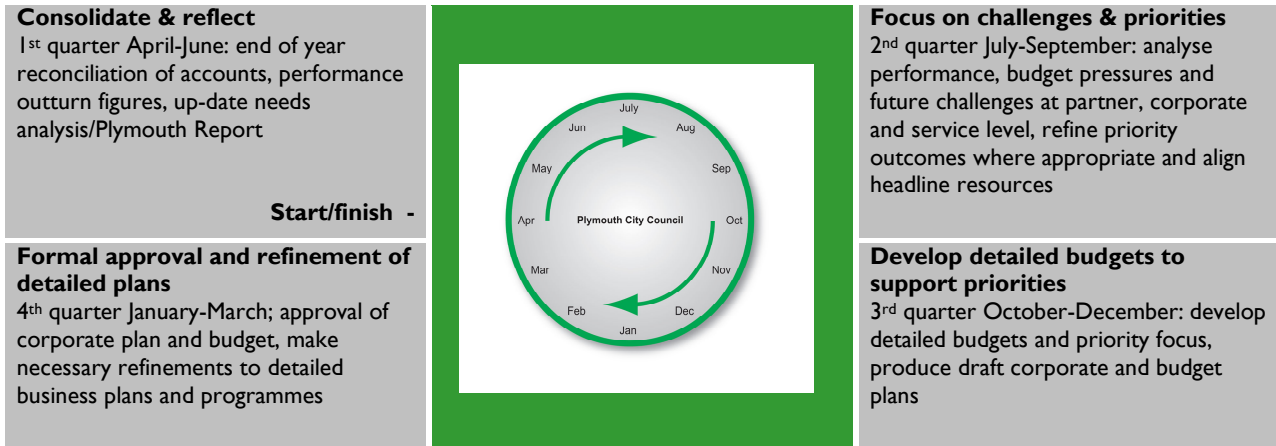 Consolidate & reflect
1st quarter April-June: end of year
reconciliation of accounts, performance
outturn figures, up-date needs
analysis/Plymouth Report
Start/finish -
July
Aug
Sep
Oct
Nov
Dec
Jan
Feb
Mar
Apr
May
Jun
Plymouth City Council
Focus on challenges & priorities
2nd quarter July-September: analyse
performance, budget pressures and
future challenges at partner, corporate
and service level, refine priority
outcomes where appropriate and align
headline resources
Formal approval and refinement of
detailed plans
4th quarter January-March; approval of
corporate plan and budget, make
necessary refinements to detailed
business plans and programmes
Develop detailed budgets to
support priorities
3rd quarter October-December: develop
detailed budgets and priority focus,
produce draft corporate and budget
plans